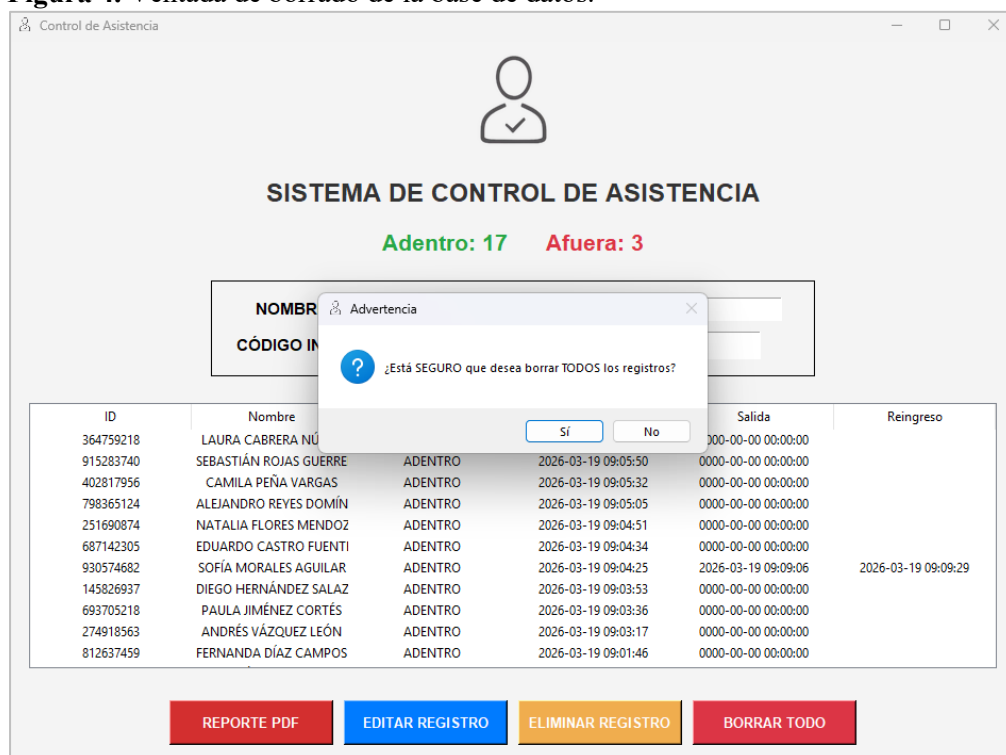 Figura 4. Ventada de borrado de la base de datos.
Control de Asistencia
SISTEMA DE CONTROL DE ASISTENCIA
Adentro: 17 Afuera: 3
NOMBR
CÓDIGO IN
Advertencia
¿Está SEGURO que desea borrar TODOS los registros?
Sí No
ID Nombre Salida Reingreso
364759218 LAURA CABRERA NÚ 000-00-00 00:00:00
915283740 SEBASTIÁN ROJAS GUERRE ADENTRO 2026-03-19 09:05:50 0000-00-00 00:00:00
402817956 CAMILA PEÑA VARGAS ADENTRO 2026-03-19 09:05:32 0000-00-00 00:00:00
798365124 ALEJANDRO REYES DOMÍN ADENTRO 2026-03-19 09:05:05 0000-00-00 00:00:00
251690874 NATALIA FLORES MENDOZ ADENTRO 2026-03-19 09:04:51 0000-00-00 00:00:00
687142305 EDUARDO CASTRO FUENTI ADENTRO 2026-03-19 09:04:34 0000-00-00 00:00:00
930574682 SOFÍA MORALES AGUILAR ADENTRO 2026-03-19 09:04:25 2026-03-19 09:09:06 2026-03-19 09:09:29
145826937 DIEGO HERNÁNDEZ SALAZ ADENTRO 2026-03-19 09:03:53 0000-00-00 00:00:00
693705218 PAULA JIMÉNEZ CORTÉS ADENTRO 2026-03-19 09:03:36 0000-00-00 00:00:00
274918563 ANDRÉS VÁZQUEZ LEÓN ADENTRO 2026-03-19 09:03:17 0000-00-00 00:00:00
812637459 FERNANDA DÍAZ CAMPOS ADENTRO 2026-03-19 09:01:46 0000-00-00 00:00:00
REPORTE PDF EDITAR REGISTRO ELIMINAR REGISTRO BORRAR TODO